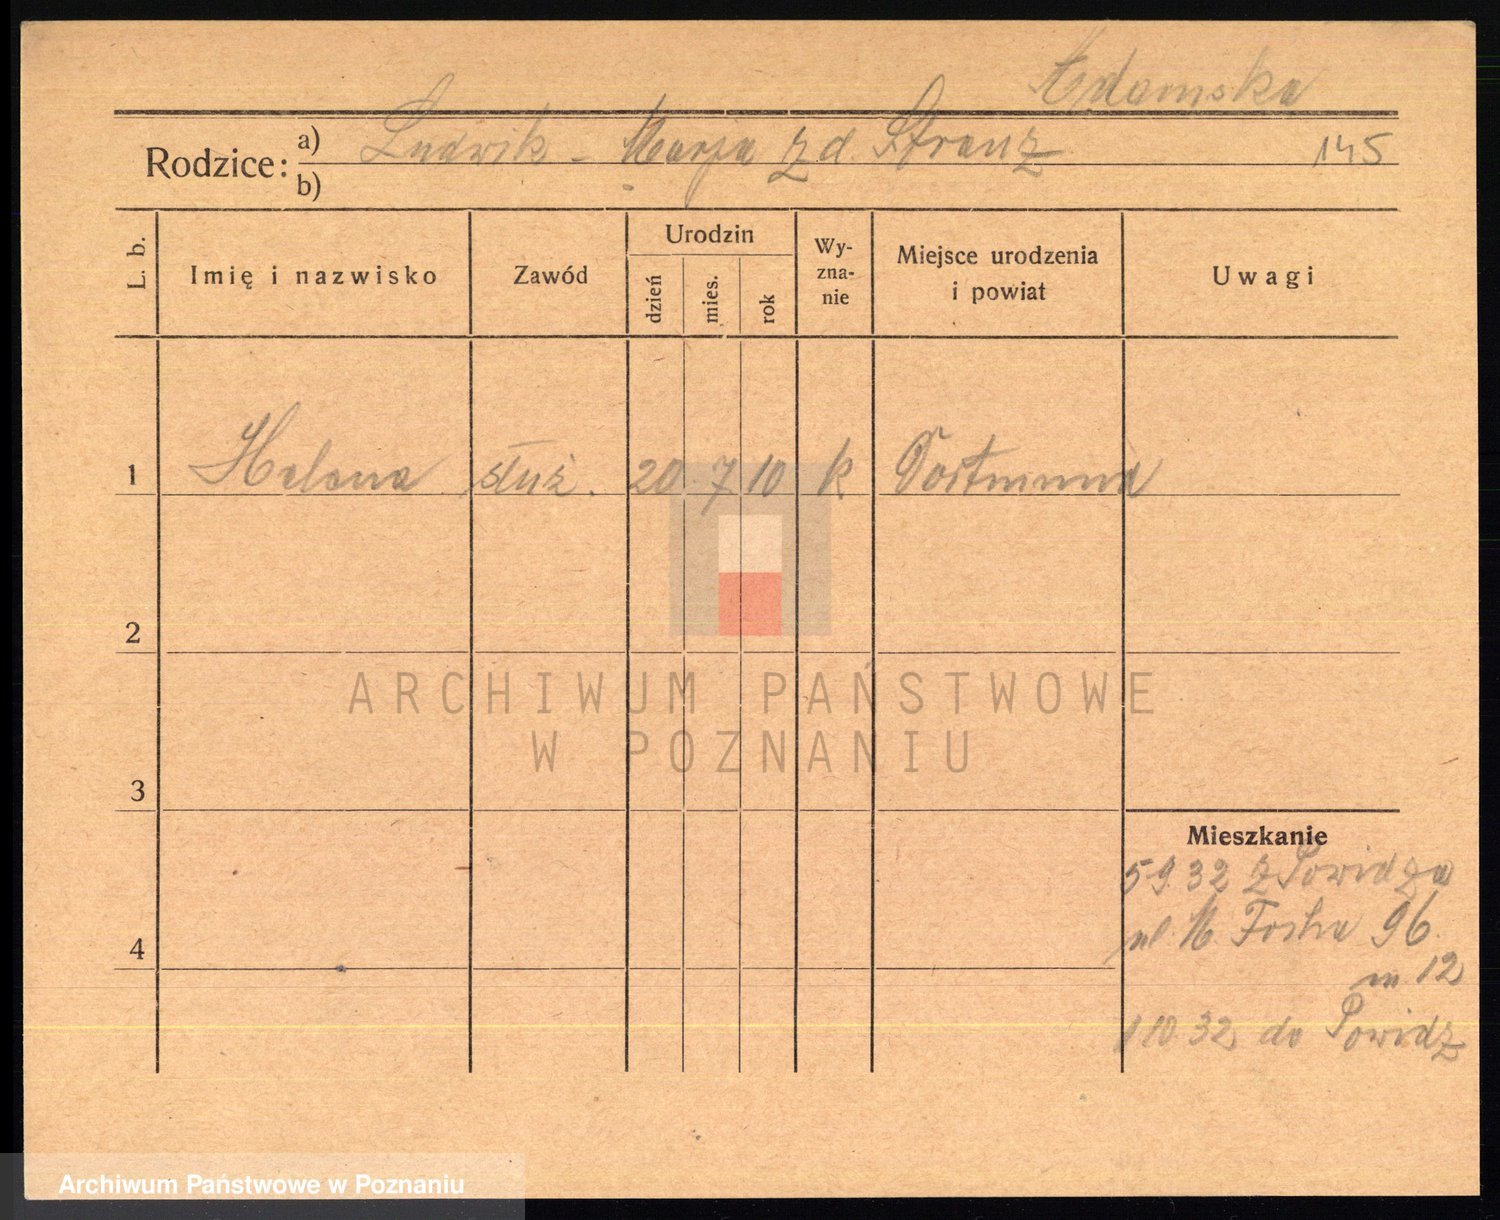 Adamska
Rodzice: a) Ludwik - Marja z d. Stranz 145
b)
L. b. Imię i nazwisko Zawód Urodzin dzień mies. rok Wy-zna-nie Miejsce urodzenia i powiat Uwagi
1 Helena służ. 20 7 10 k Dortmund
2
ARCHIWUM PAŃSTWOWE
W POZNANIU
3
Mieszkanie
5 9. 32 z Powidza
4 ul. M. Focha 96.
m. 12
1 10. 32 do Powidz
Archiwum Państwowe w Poznaniu